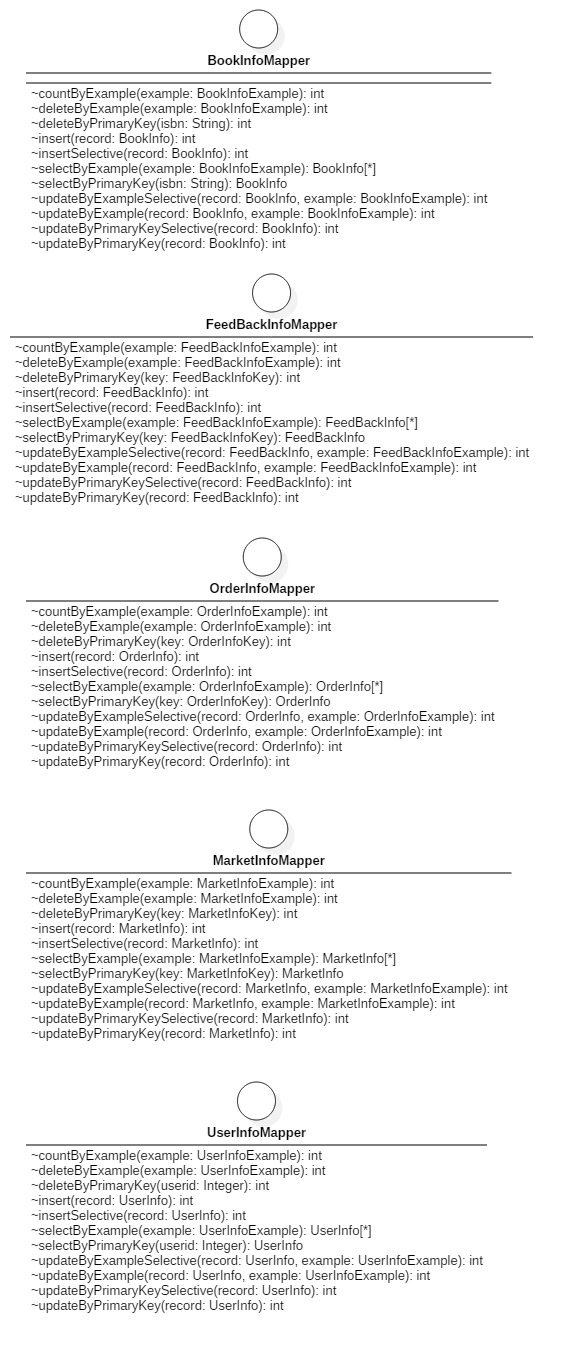 BookInfoMapper
~countByExample(example: BookInfoExample): int
~deleteByExample(example: BookInfoExample): int
~deleteByPrimaryKey(isbn: String): int
~insert(record: BookInfo): int
~insertSelective(record: BookInfo): int
~selectByExample(example: BookInfoExample): BookInfo[*]
~selectByPrimaryKey(isbn: String): BookInfo
~updateByExampleSelective(record: BookInfo, example: BookInfoExample): int
~updateByExample(record: BookInfo, example: BookInfoExample): int
~updateByPrimaryKeySelective(record: BookInfo): int
~updateByPrimaryKey(record: BookInfo): int
FeedBackInfoMapper
~countByExample(example: FeedBackInfoExample): int
~deleteByExample(example: FeedBackInfoExample): int
~deleteByPrimaryKey(key: FeedBackInfoKey): int
~insert(record: FeedBackInfo): int
~insertSelective(record: FeedBackInfo): int
~selectByExample(example: FeedBackInfoExample): FeedBackInfo[*]
~selectByPrimaryKey(key: FeedBackInfoKey): FeedBackInfo
~updateByExampleSelective(record: FeedBackInfo, example: FeedBackInfoExample): int
~updateByExample(record: FeedBackInfo, example: FeedBackInfoExample): int
~updateByPrimaryKeySelective(record: FeedBackInfo): int
~updateByPrimaryKey(record: FeedBackInfo): int
OrderInfoMapper
~countByExample(example: OrderInfoExample): int
~deleteByExample(example: OrderInfoExample): int
~deleteByPrimaryKey(key: OrderInfoKey): int
~insert(record: OrderInfo): int
~insertSelective(record: OrderInfo): int
~selectByExample(example: OrderInfoExample): OrderInfo[*]
~selectByPrimaryKey(key: OrderInfoKey): OrderInfo
~updateByExampleSelective(record: OrderInfo, example: OrderInfoExample): int
~updateByExample(record: OrderInfo, example: OrderInfoExample): int
~updateByPrimaryKeySelective(record: OrderInfo): int
~updateByPrimaryKey(record: OrderInfo): int
MarketInfoMapper
~countByExample(example: MarketInfoExample): int
~deleteByExample(example: MarketInfoExample): int
~deleteByPrimaryKey(key: MarketInfoKey): int
~insert(record: MarketInfo): int
~insertSelective(record: MarketInfo): int
~selectByExample(example: MarketInfoExample): MarketInfo[*]
~selectByPrimaryKey(key: MarketInfoKey): MarketInfo
~updateByExampleSelective(record: MarketInfo, example: MarketInfoExample): int
~updateByExample(record: MarketInfo, example: MarketInfoExample): int
~updateByPrimaryKeySelective(record: MarketInfo): int
~updateByPrimaryKey(record: MarketInfo): int
UserInfoMapper
~countByExample(example: UserInfoExample): int
~deleteByExample(example: UserInfoExample): int
~deleteByPrimaryKey(userid: Integer): int
~insert(record: UserInfo): int
~insertSelective(record: UserInfo): int
~selectByExample(example: UserInfoExample): UserInfo[*]
~selectByPrimaryKey(userid: Integer): UserInfo
~updateByExampleSelective(record: UserInfo, example: UserInfoExample): int
~updateByExample(record: UserInfo, example: UserInfoExample): int
~updateByPrimaryKeySelective(record: UserInfo): int
~updateByPrimaryKey(record: UserInfo): int